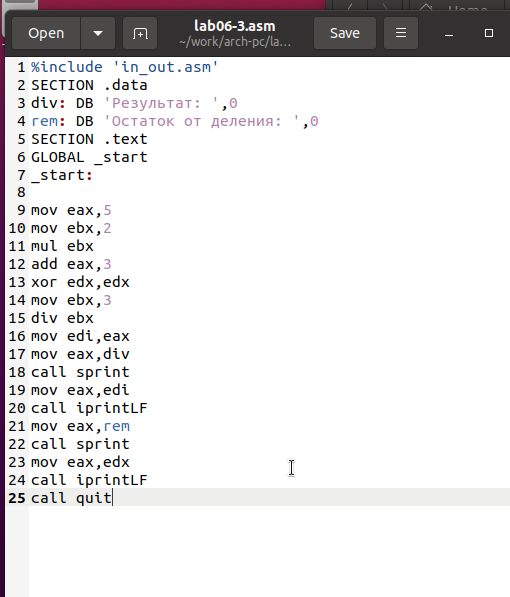 Home
Open
lab06-3.asm
~/work/arch-pc/la...
Save
1 %include 'in_out.asm'
2 SECTION .data
3 div: DB 'Результат: ',0
4 rem: DB 'Остаток от деления: ',0
5 SECTION .text
6 GLOBAL _start
7 _start:
8
9 mov eax,5
10 mov ebx,2
11 mul ebx
12 add eax,3
13 xor edx,edx
14 mov ebx,3
15 div ebx
16 mov edi,eax
17 mov eax,div
18 call sprint
19 mov eax,edi
20 call iprintLF
21 mov eax,rem
22 call sprint
23 mov eax,edx
24 call iprintLF
25 call quit